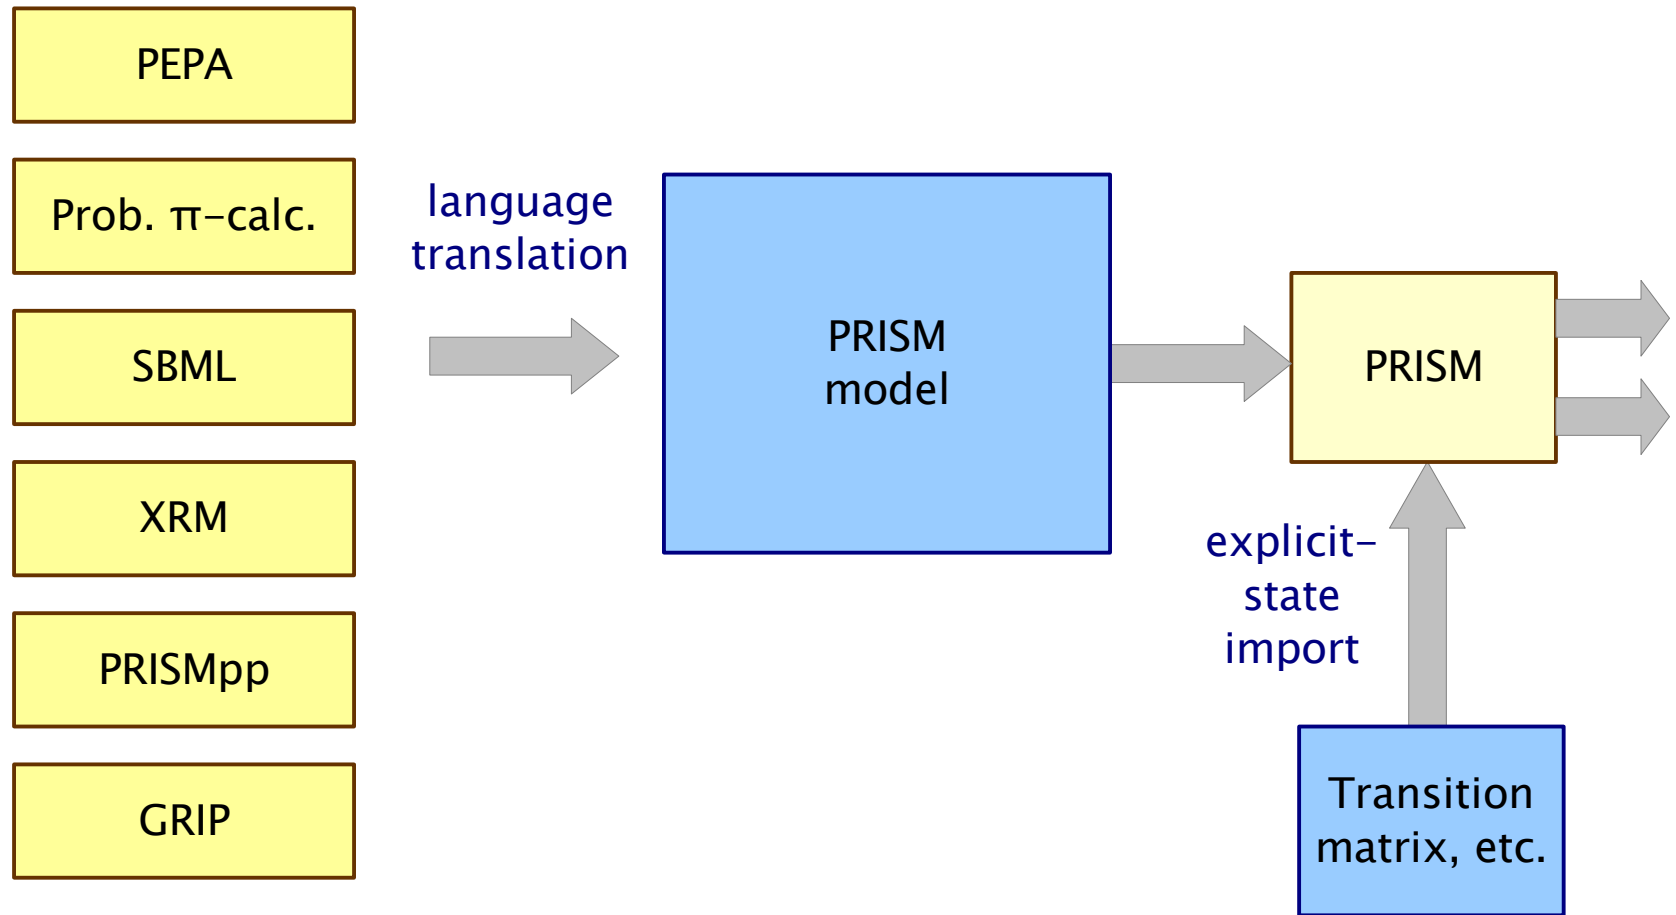 PEPA
Prob. π-calc.
SBML
XRM
PRISMpp
GRIP
language
translation
PRISM
model
PRISM
explicit-
state
import
Transition
matrix, etc.